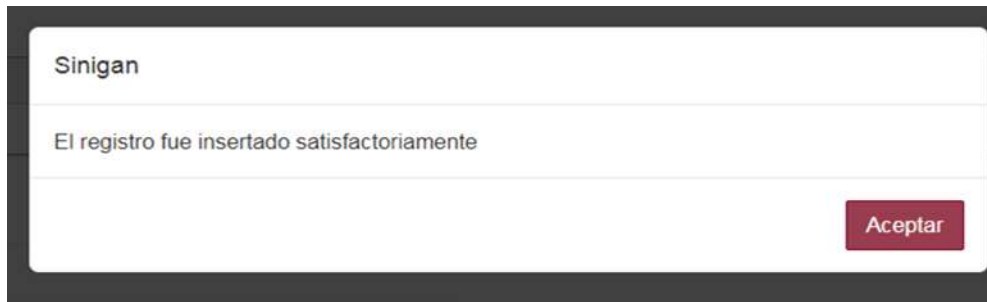 Sinigan
El registro fue insertado satisfactoriamente
Aceptar